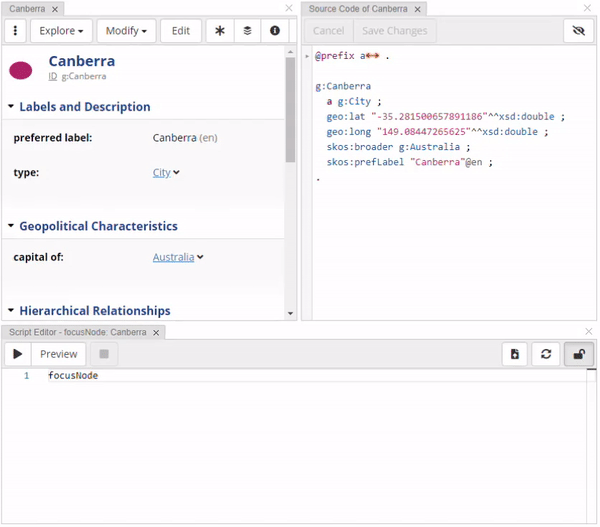 Canberra
Explore Modify Edit
Canberra
ID g:Canberra
Labels and Description
preferred label: Canberra (en)
type: City
Geopolitical Characteristics
capital of: Australia
Hierarchical Relationships
Source Code of Canberra
Cancel Save Changes
@prefix a↔ .
g:Canberra
a g:City ;
geo:lat "-35.281500657891186"^^xsd:double ;
geo:long "149.08447265625"^^xsd:double ;
skos:broader g:Australia ;
skos:prefLabel "Canberra"@en ;
.
Script Editor - focusNode: Canberra
Preview
1 focusNode